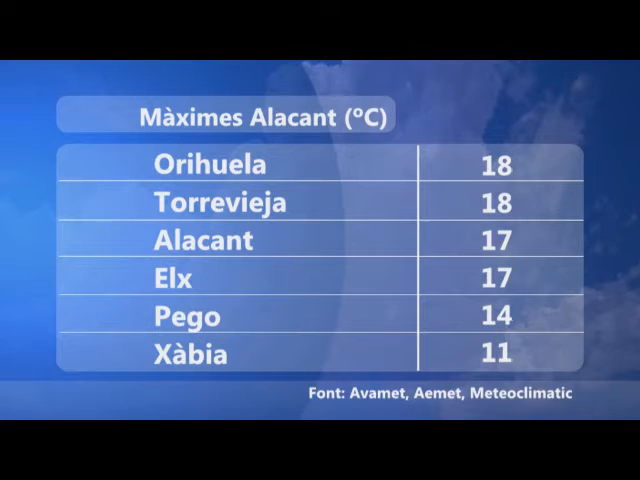 Màximes Alacant (ºC)
Orihuela 18
Torrevieja 18
Alacant 17
Elx 17
Pego 14
Xàbia 11
Font: Avamet, Aemet, Meteoclimatic